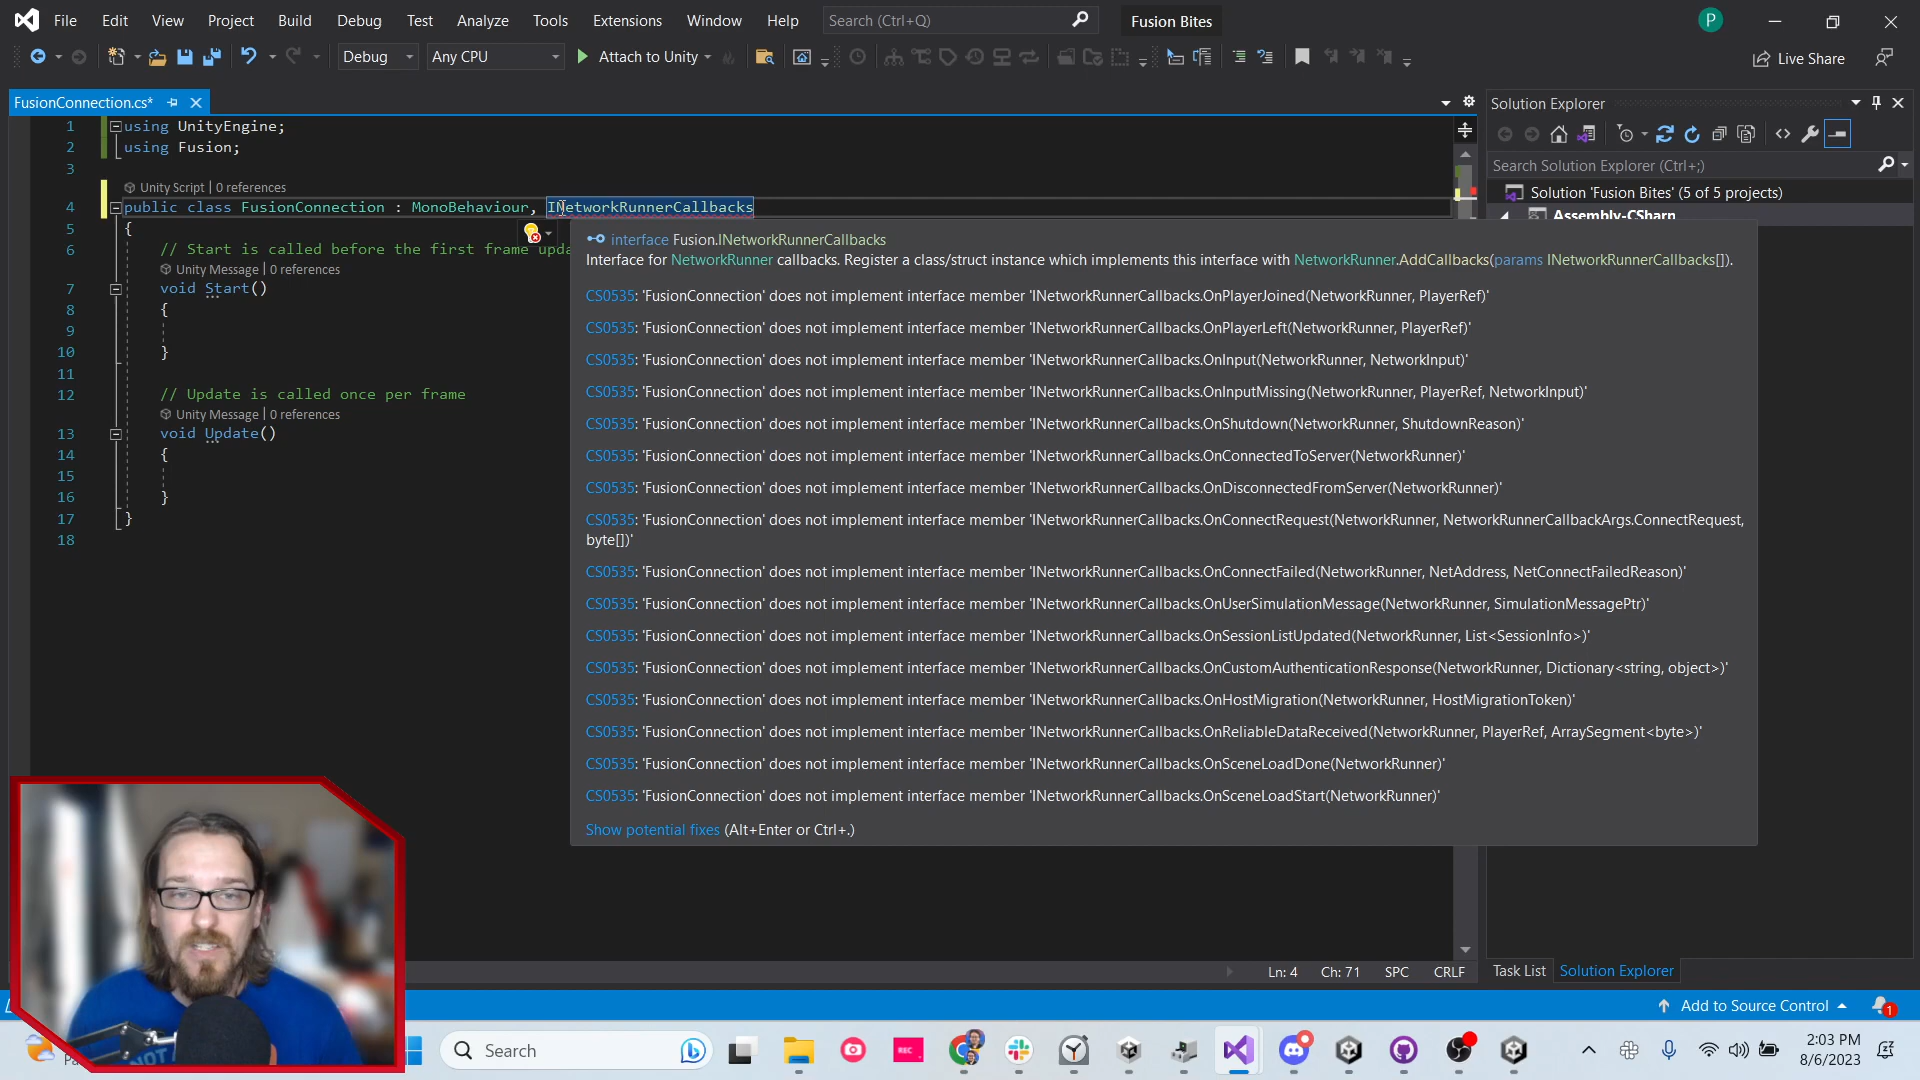 File Edit View Project Build Debug Test Analyze Tools Extensions Window Help Search (Ctrl+Q) Fusion Bites P
Debug Any CPU Attach to Unity Live Share
FusionConnection.cs*
Solution Explorer
Search Solution Explorer (Ctrl+;)
Solution 'Fusion Bites' (5 of 5 projects)
Assembly-CSharp
1 using UnityEngine;
2 using Fusion;
3
Unity Script | 0 references
4 public class FusionConnection : MonoBehaviour, INetworkRunnerCallbacks
5 {
6 // Start is called before the first frame upda
Unity Message | 0 references
7 void Start()
8 {
9
10 }
11
12 // Update is called once per frame
Unity Message | 0 references
13 void Update()
14 {
15
16 }
17 }
18
interface Fusion.INetworkRunnerCallbacks
Interface for NetworkRunner callbacks. Register a class/struct instance which implements this interface with NetworkRunner.AddCallbacks(params INetworkRunnerCallbacks[]).
CS0535: 'FusionConnection' does not implement interface member 'INetworkRunnerCallbacks.OnPlayerJoined(NetworkRunner, PlayerRef)'
CS0535: 'FusionConnection' does not implement interface member 'INetworkRunnerCallbacks.OnPlayerLeft(NetworkRunner, PlayerRef)'
CS0535: 'FusionConnection' does not implement interface member 'INetworkRunnerCallbacks.OnInput(NetworkRunner, NetworkInput)'
CS0535: 'FusionConnection' does not implement interface member 'INetworkRunnerCallbacks.OnInputMissing(NetworkRunner, PlayerRef, NetworkInput)'
CS0535: 'FusionConnection' does not implement interface member 'INetworkRunnerCallbacks.OnShutdown(NetworkRunner, ShutdownReason)'
CS0535: 'FusionConnection' does not implement interface member 'INetworkRunnerCallbacks.OnConnectedToServer(NetworkRunner)'
CS0535: 'FusionConnection' does not implement interface member 'INetworkRunnerCallbacks.OnDisconnectedFromServer(NetworkRunner)'
CS0535: 'FusionConnection' does not implement interface member 'INetworkRunnerCallbacks.OnConnectRequest(NetworkRunner, NetworkRunnerCallbackArgs.ConnectRequest,
byte[])'
CS0535: 'FusionConnection' does not implement interface member 'INetworkRunnerCallbacks.OnConnectFailed(NetworkRunner, NetAddress, NetConnectFailedReason)'
CS0535: 'FusionConnection' does not implement interface member 'INetworkRunnerCallbacks.OnUserSimulationMessage(NetworkRunner, SimulationMessagePtr)'
CS0535: 'FusionConnection' does not implement interface member 'INetworkRunnerCallbacks.OnSessionListUpdated(NetworkRunner, List<SessionInfo>)'
CS0535: 'FusionConnection' does not implement interface member 'INetworkRunnerCallbacks.OnCustomAuthenticationResponse(NetworkRunner, Dictionary<string, object>)'
CS0535: 'FusionConnection' does not implement interface member 'INetworkRunnerCallbacks.OnHostMigration(NetworkRunner, HostMigrationToken)'
CS0535: 'FusionConnection' does not implement interface member 'INetworkRunnerCallbacks.OnReliableDataReceived(NetworkRunner, PlayerRef, ArraySegment<byte>)'
CS0535: 'FusionConnection' does not implement interface member 'INetworkRunnerCallbacks.OnSceneLoadDone(NetworkRunner)'
CS0535: 'FusionConnection' does not implement interface member 'INetworkRunnerCallbacks.OnSceneLoadStart(NetworkRunner)'
Show potential fixes (Alt+Enter or Ctrl+.)
Ln: 4 Ch: 71 SPC CRLF
Task List Solution Explorer
Add to Source Control 1
Search
REC
2:03 PM
8/6/2023